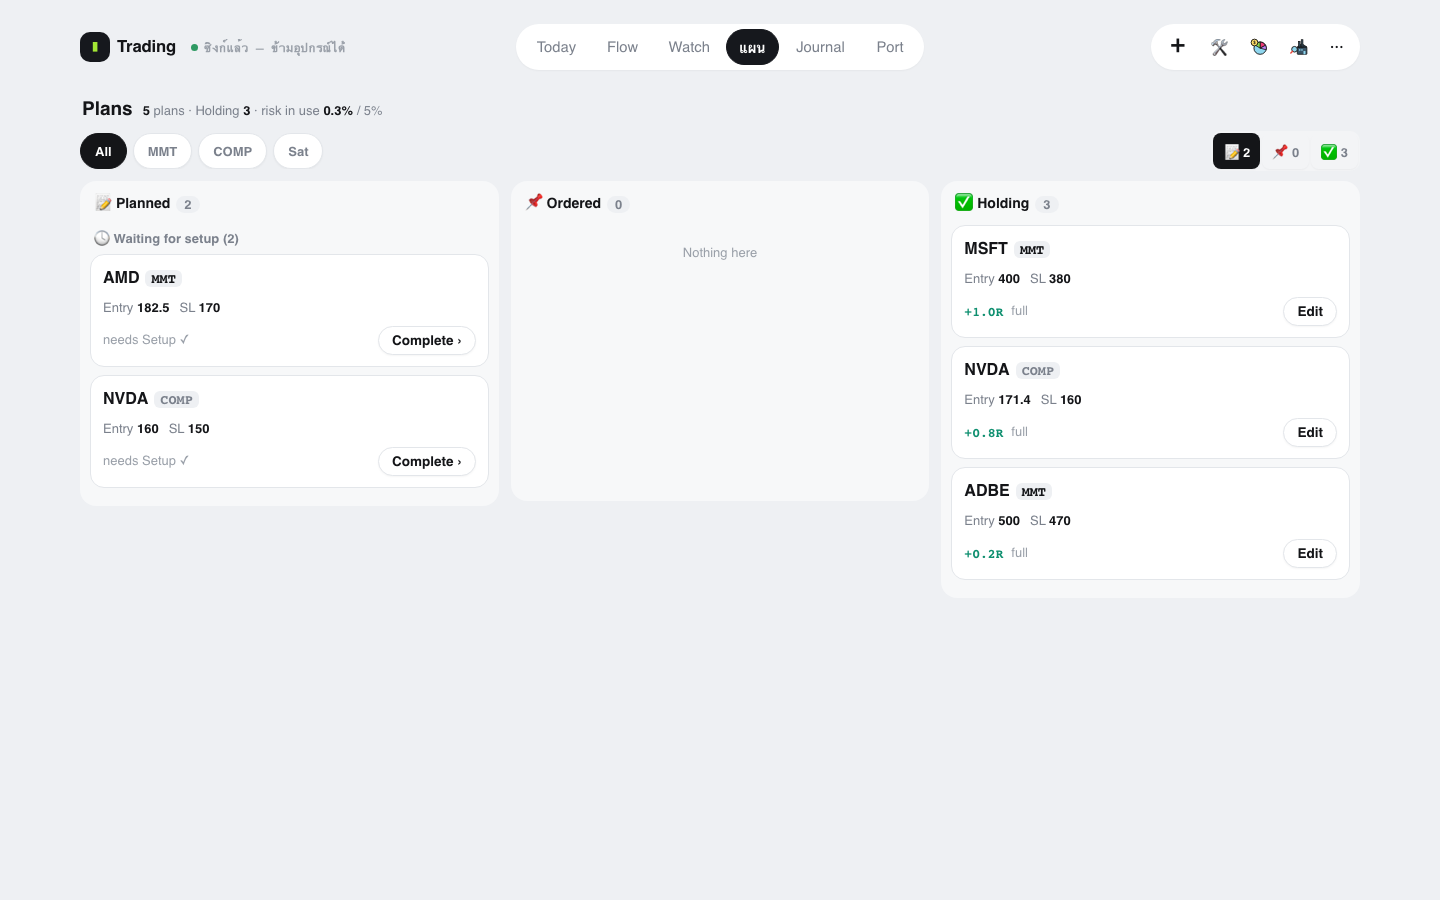 Trading
ซิงก์แล้ว — ข้ามอุปกรณ์ได้
Today Flow Watch แผน Journal Port
+ ···
Plans 5 plans · Holding 3 · risk in use 0.3% / 5%
All MMT COMP Sat
📝 2 📌 0 ✅ 3
📝 Planned 2
🕓 Waiting for setup (2)
AMD MMT
Entry 182.5 SL 170
needs Setup ✓ Complete ›
NVDA COMP
Entry 160 SL 150
needs Setup ✓ Complete ›
📌 Ordered 0
Nothing here
✅ Holding 3
MSFT MMT
Entry 400 SL 380
+1.0R full Edit
NVDA COMP
Entry 171.4 SL 160
+0.8R full Edit
ADBE MMT
Entry 500 SL 470
+0.2R full Edit